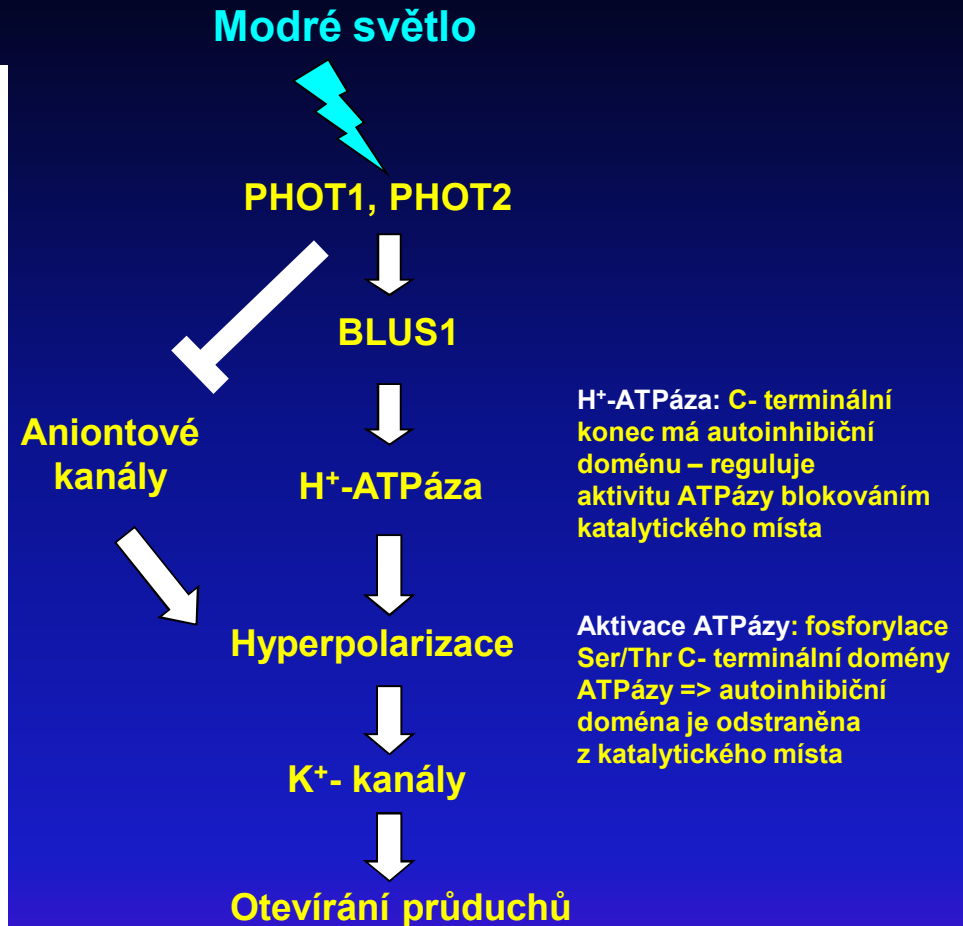 Modré světlo
PHOT1, PHOT2
BLUS1
Aniontové
kanály
H⁺-ATPáza
Hyperpolarizace
K⁺- kanály
Otevírání průduchů
H⁺-ATPáza: C- terminální
konec má autoinhibiční
doménu – reguluje
aktivitu ATPázy blokováním
katalytického místa
Aktivace ATPázy: fosforylace
Ser/Thr C- terminální domény
ATPázy => autoinhibiční
doména je odstraněna
z katalytického místa